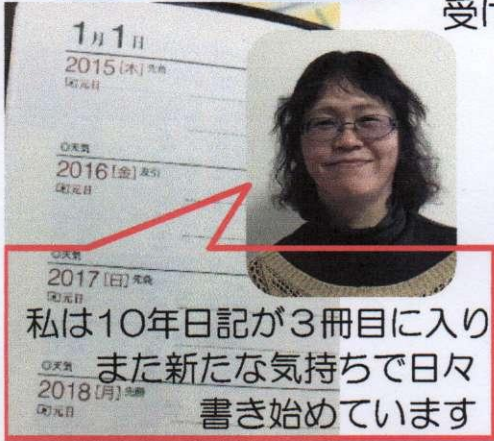 受け
1月1日
2015[木]先負
元日
○天気
2016[金]友引
元日
○天気
2017[日]先負
元日
○天気
2018[月]先勝
元日
私は10年日記が3冊目に入り
また新たな気持ちで日々
書き始めています